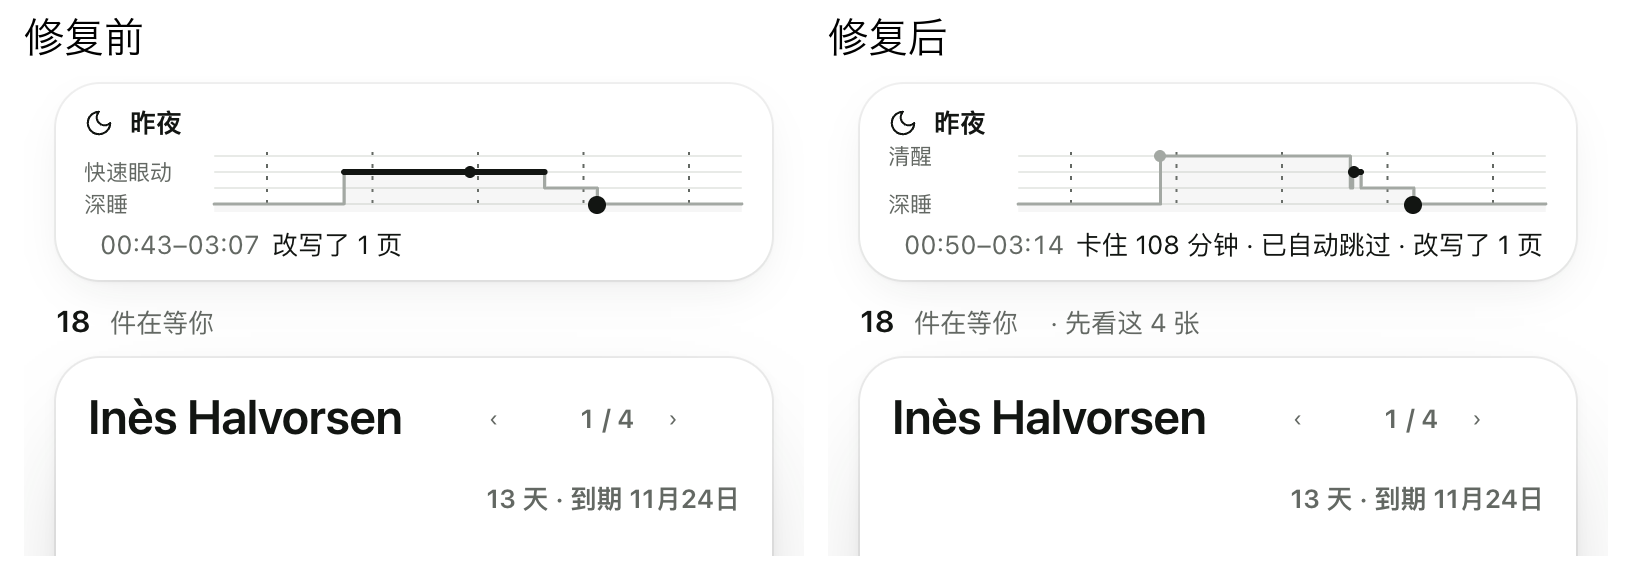 修复前
昨夜
快速眼动
深睡
00:43–03:07 改写了 1 页
18 件在等你
Inès Halvorsen ‹ 1 / 4 ›
13 天 · 到期 11月24日
修复后
昨夜
清醒
深睡
00:50–03:14 卡住 108 分钟 · 已自动跳过 · 改写了 1 页
18 件在等你 · 先看这 4 张
Inès Halvorsen ‹ 1 / 4 ›
13 天 · 到期 11月24日